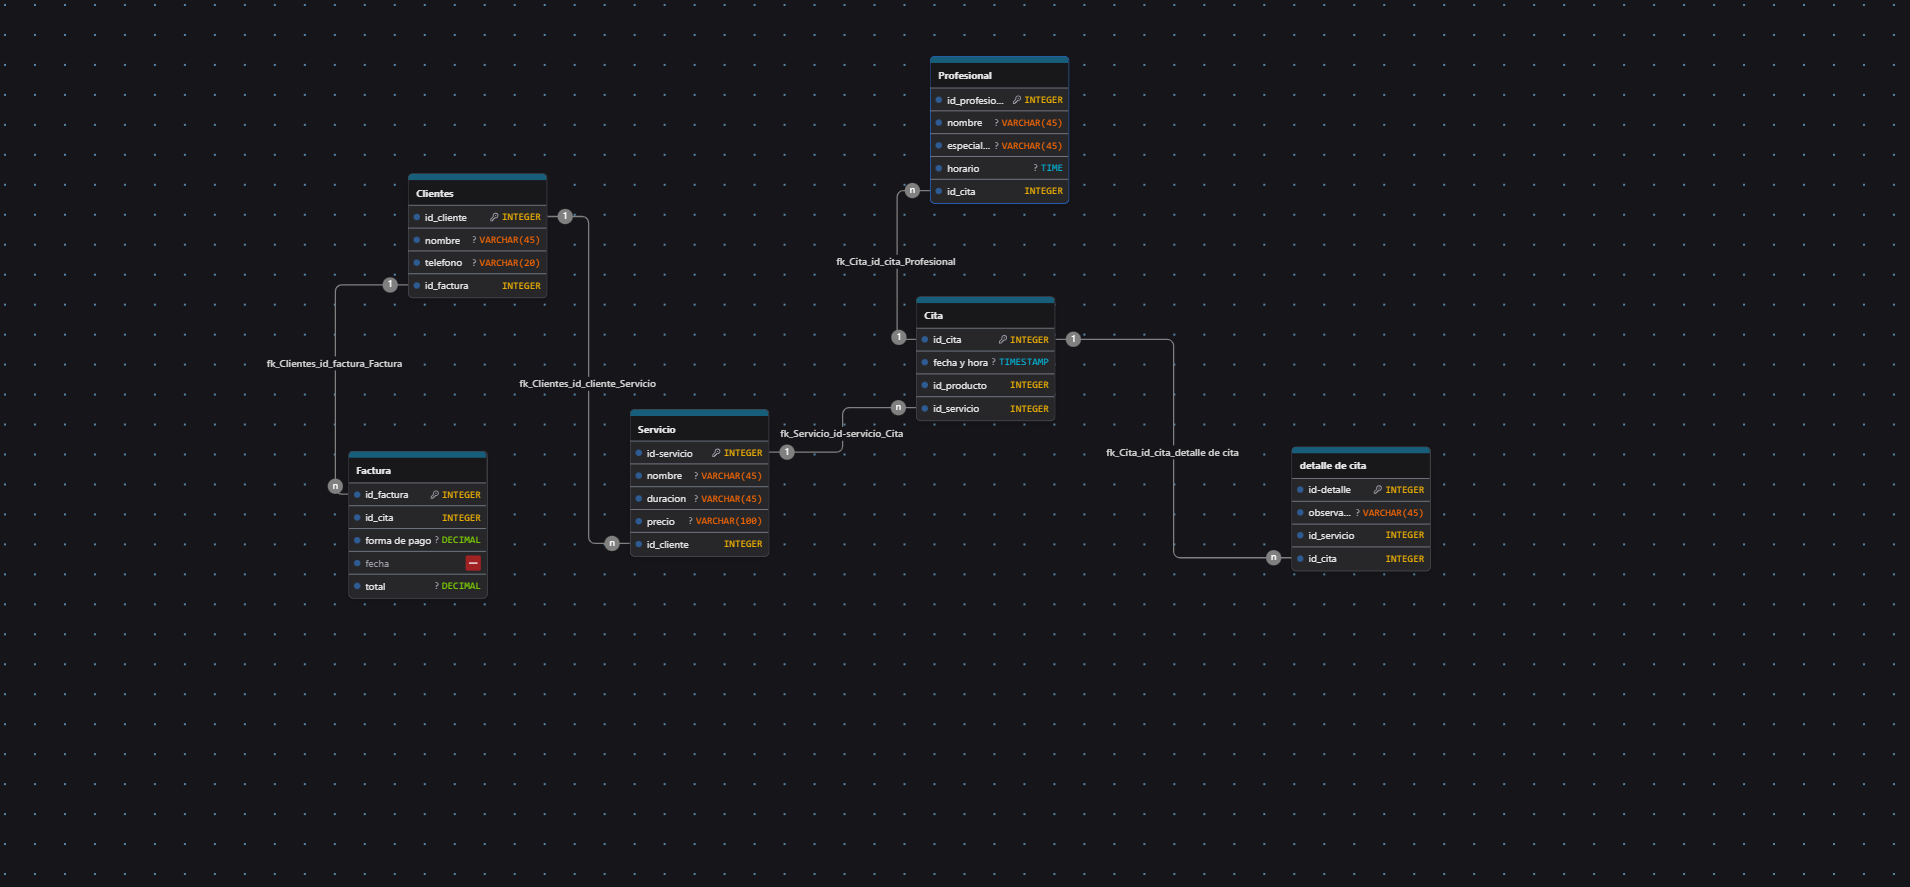 Profesional
id_profesio... INTEGER
nombre ? VARCHAR(45)
especial... ? VARCHAR(45)
horario ? TIME
n id_cita INTEGER
fk_Cita_id_cita_Profesional
Clientes
id_cliente INTEGER 1
nombre ? VARCHAR(45)
telefono ? VARCHAR(20)
1 id_factura INTEGER
fk_Clientes_id_factura_Factura
fk_Clientes_id_cliente_Servicio
Cita
1 id_cita INTEGER 1
fecha y hora ? TIMESTAMP
id_producto INTEGER
n id_servicio INTEGER
fk_Servicio_id-servicio_Cita
Servicio
id-servicio INTEGER 1
nombre ? VARCHAR(45)
duracion ? VARCHAR(45)
precio ? VARCHAR(100)
n id_cliente INTEGER
Factura
n id_factura INTEGER
id_cita INTEGER
forma de pago ? DECIMAL
fecha
total ? DECIMAL
fk_Cita_id_cita_detalle de cita
detalle de cita
id-detalle INTEGER
observa... ? VARCHAR(45)
id_servicio INTEGER
n id_cita INTEGER